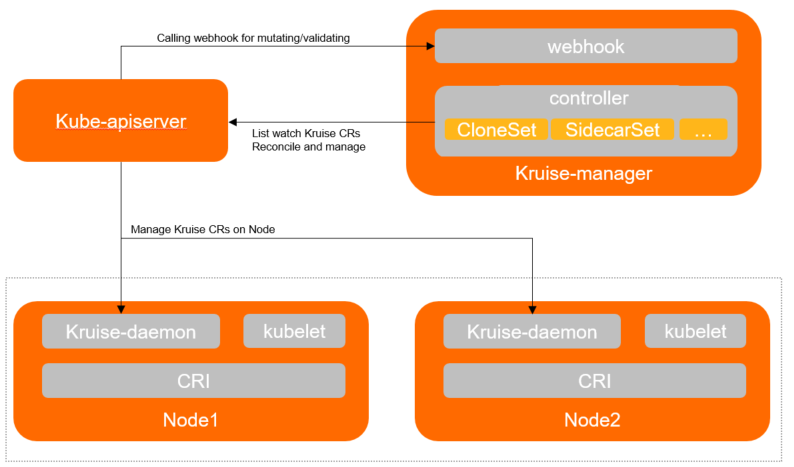 Calling webhook for mutating/validating
webhook
Kube-apiserver
controller
CloneSet
SidecarSet
...
List watch Kruise CRs
Reconcile and manage
Kruise-manager
Manage Kruise CRs on Node
Kruise-daemon
kubelet
CRI
Node1
Kruise-daemon
kubelet
CRI
Node2